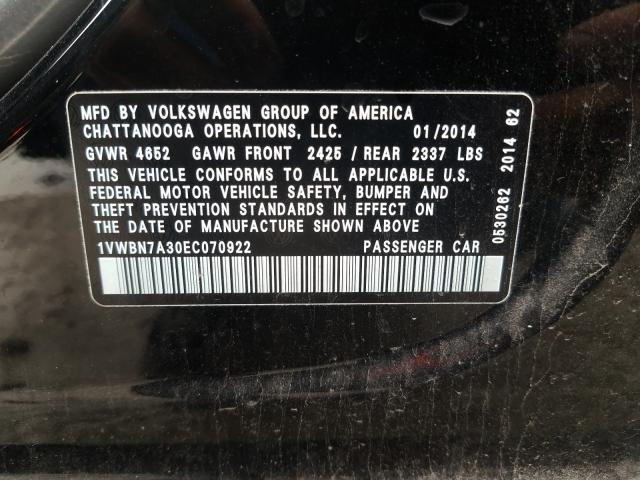 MFD BY VOLKSWAGEN GROUP OF AMERICA
CHATTANOOGA OPERATIONS, LLC. 01/2014
GVWR 4652 GAWR FRONT 2425 / REAR 2337 LBS
THIS VEHICLE CONFORMS TO ALL APPLICABLE U.S.
FEDERAL MOTOR VEHICLE SAFETY, BUMPER AND
THEFT PREVENTION STANDARDS IN EFFECT ON
THE DATE OF MANUFACTURE SHOWN ABOVE
1VWBN7A30EC070922 PASSENGER CAR
0530262 2014 62